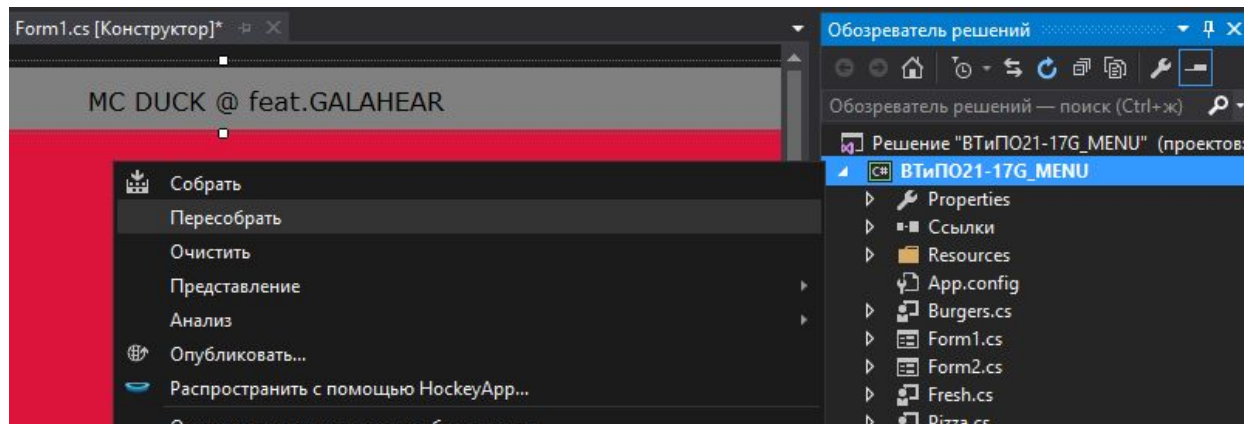 Form1.cs [Конструктор]*
MC DUCK @ feat.GALAHEAR
Собрать
Пересобрать
Очистить
Представление
Анализ
Опубликовать...
Распространить с помощью HockeyApp...
Обозреватель решений
Обозреватель решений — поиск (Ctrl+ж)
Решение "ВТиПО21-17G_MENU" (проектов:
C# ВТиПО21-17G_MENU
Properties
Ссылки
Resources
App.config
Burgers.cs
Form1.cs
Form2.cs
Fresh.cs
Pizza.cs